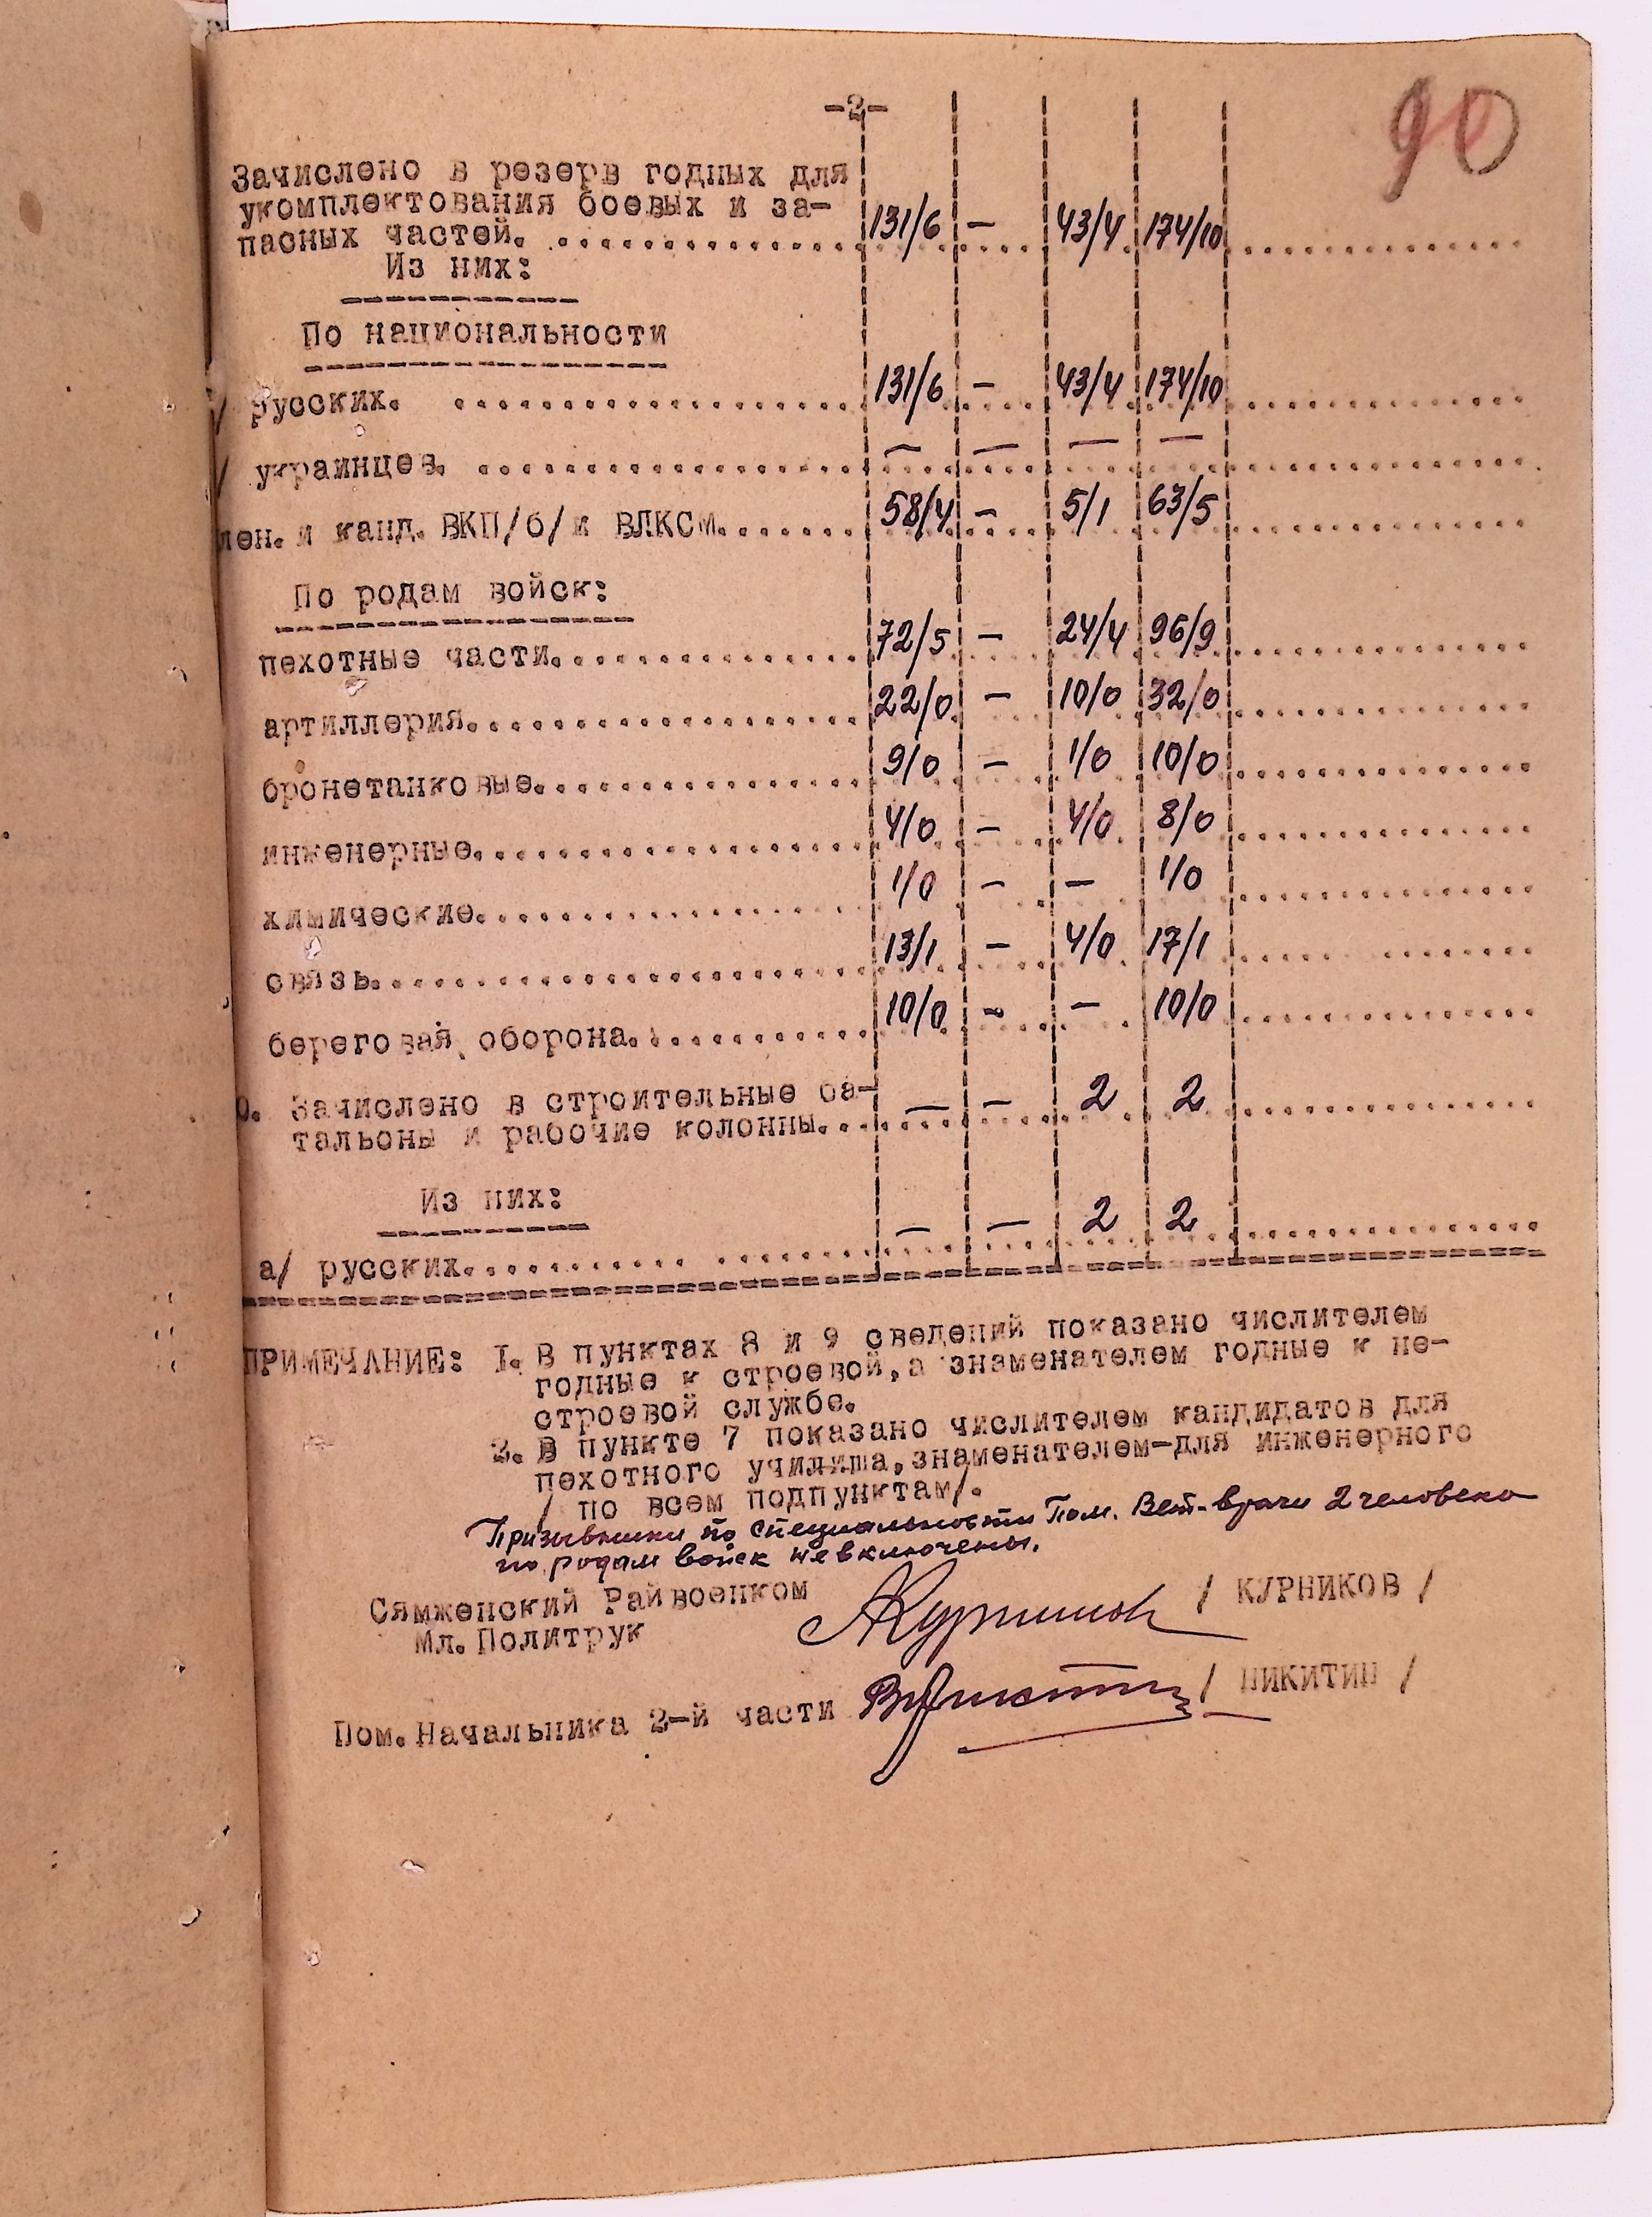 -2-
90
Зачислено в резерв годных для
укомплектования боевых и за-
пасных частей. 131/6 - 43/4 174/10
Из них:
По национальности
/ русских. 131/6 - 43/4 174/10
/ украинцев. - - - -
лен. и канд. ВКП/б/ и ВЛКСМ. 58/4 - 5/1 63/5
По родам войск:
пехотные части. 72/5 - 24/4 96/9
артиллерия. 22/0 - 10/0 32/0
бронетанковые. 9/0 - 1/0 10/0
инженерные. 4/0 - 4/0 8/0
химические. 1/0 - - 1/0
связь. 13/1 - 4/0 17/1
береговая оборона. 10/0 - - 10/0
0. Зачислено в строительные ба-
тальоны и рабочие колонны. - - 2 2
Из них:
а/ русских. - - 2 2
ПРИМЕЧАНИЕ: I. В пунктах 8 и 9 сведений показано числителем
годные к строевой, а знаменателем годные к не-
строевой службе.
2. В пункте 7 показано числителем кандидатов для
пехотного училища, знаменателем-для инженерного
/ по всем подпунктам/.
Призывники по специальности Пом. Вет-врачи 2 человека
по родам войск не включены.
Сямженский Райвоенком
Мл. Политрук АКурников / КУРНИКОВ /
Пом. Начальника 2-й части ВНикитин / НИКИТИН /